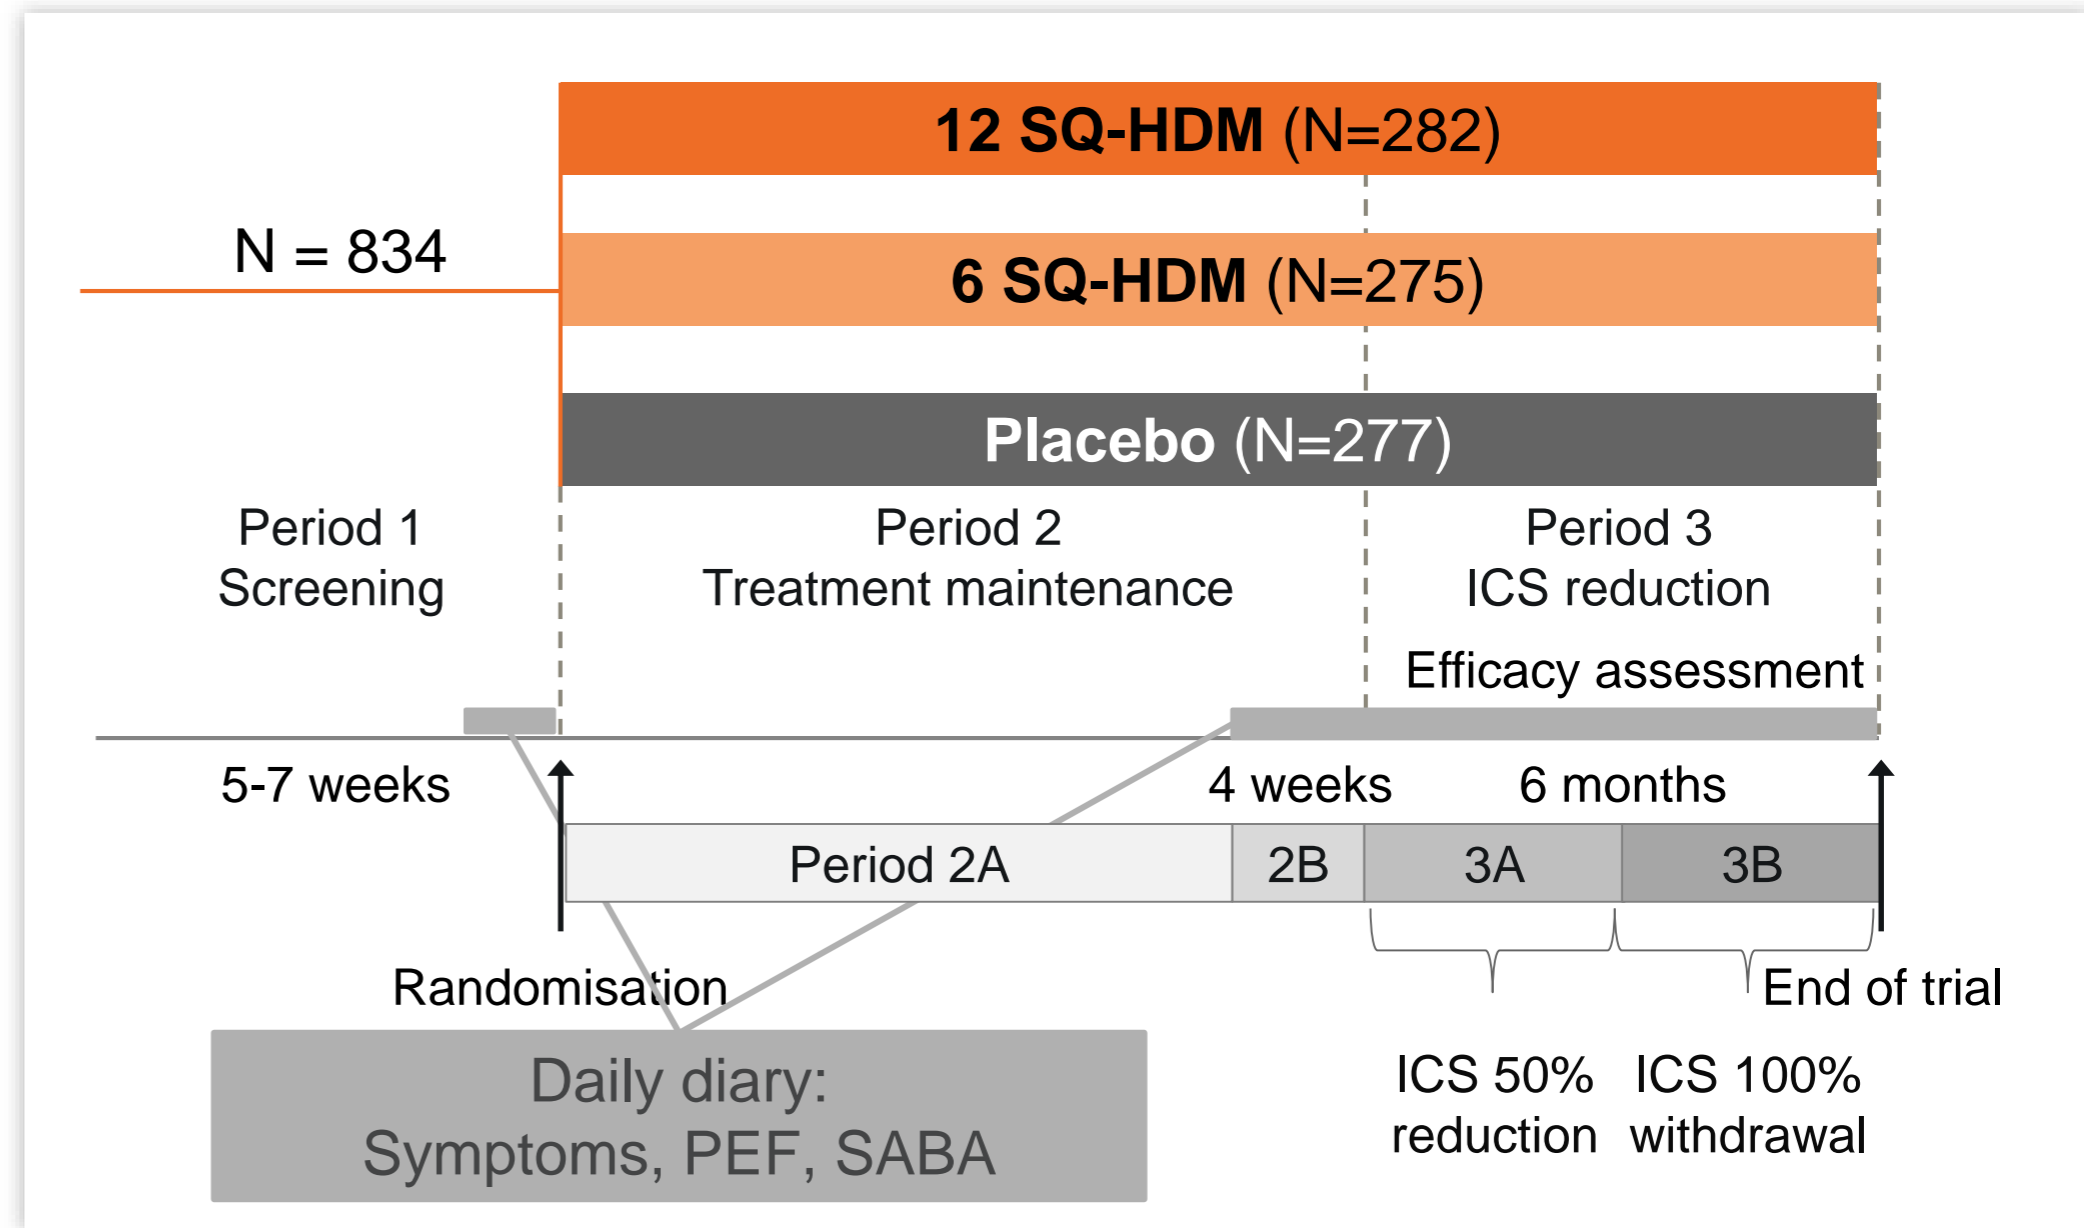 12 SQ-HDM (N=282)
N = 834
6 SQ-HDM (N=275)
Placebo (N=277)
Period 1
Screening
Period 2
Treatment maintenance
Period 3
ICS reduction
Efficacy assessment
5-7 weeks
4 weeks
6 months
Period 2A
2B
3A
3B
Randomisation
End of trial
Daily diary:
Symptoms, PEF, SABA
ICS 50%
reduction
ICS 100%
withdrawal